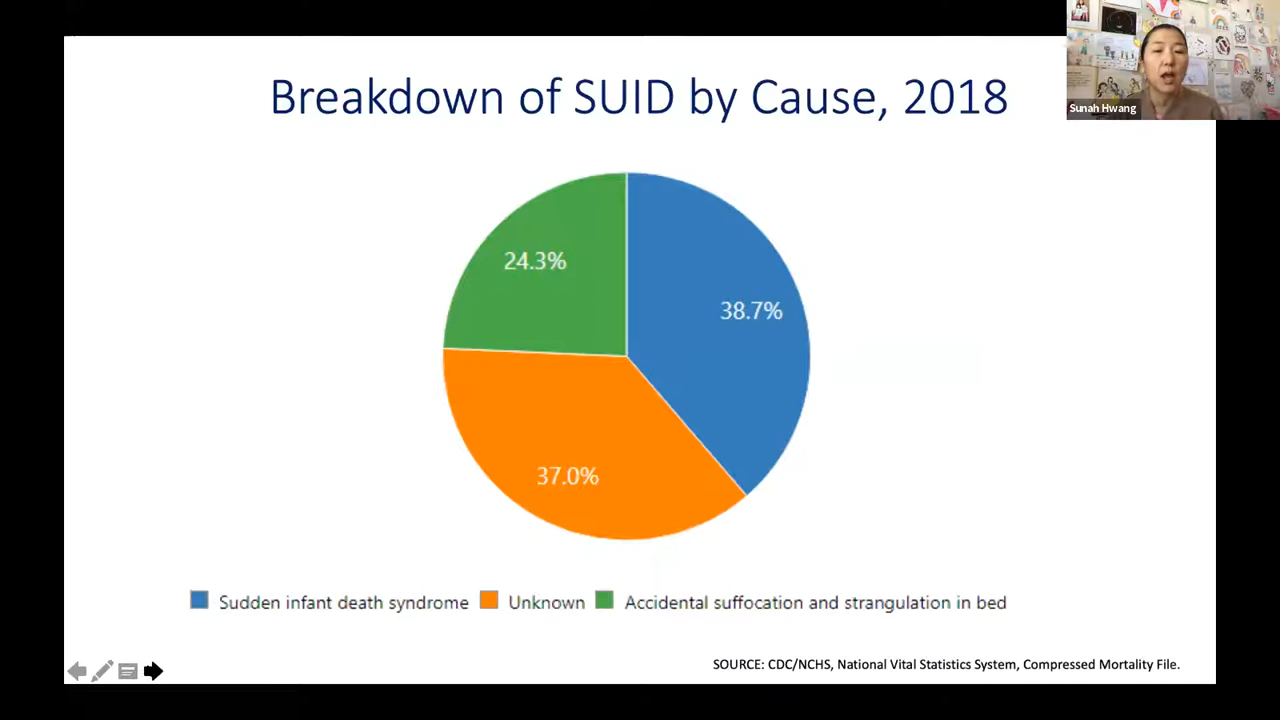 Breakdown of SUID by Cause, 2018
Sunah Hwang
24.3%
38.7%
37.0%
Sudden infant death syndrome Unknown Accidental suffocation and strangulation in bed
SOURCE: CDC/NCHS, National Vital Statistics System, Compressed Mortality File.